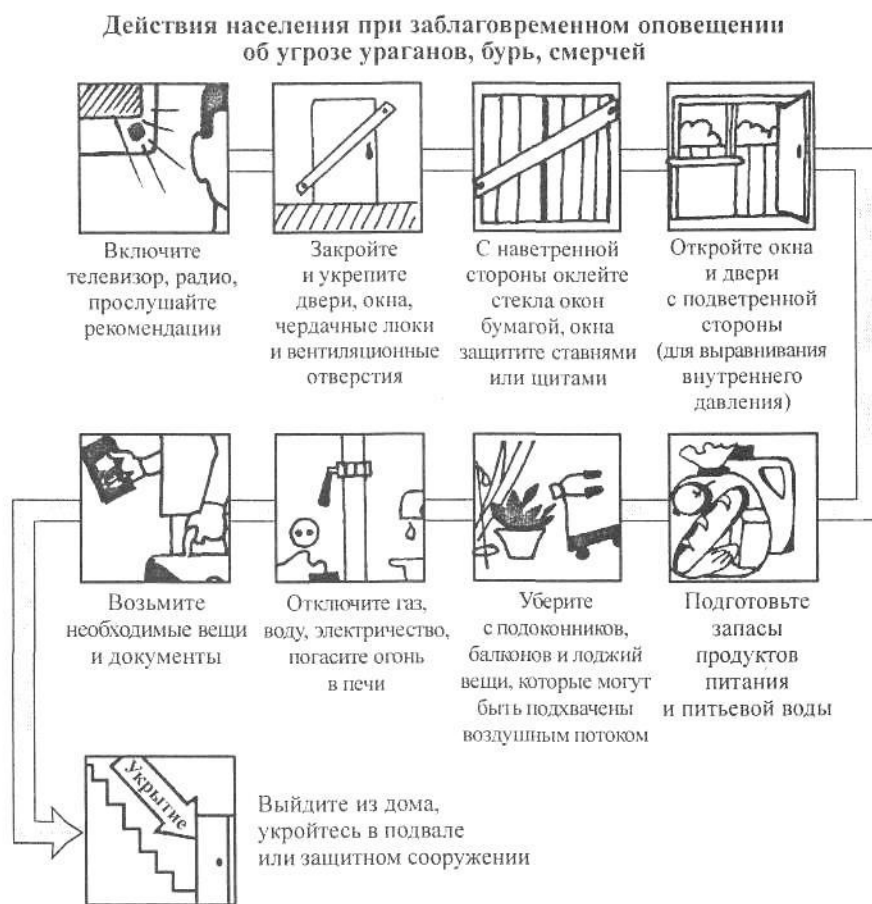 Действия населения при заблаговременном оповещении
об угрозе ураганов, бурь, смерчей
Включите
телевизор, радио,
прослушайте
рекомендации
Закройте
и укрепите
двери, окна,
чердачные люки
и вентиляционные
отверстия
С наветренной
стороны оклейте
стекла окон
бумагой, окна
защитите ставнями
или щитами
Откройте окна
и двери
с подветренной
стороны
(для выравнивания
внутреннего
давления)
Подготовьте
запасы
продуктов
питания
и питьевой воды
Уберите
с подоконников,
балконов и лоджий
вещи, которые могут
быть подхвачены
воздушным потоком
Отключите газ,
воду, электричество,
погасите огонь
в печи
Возьмите
необходимые вещи
и документы
Укрытие
Выйдите из дома,
укройтесь в подвале
или защитном сооружении